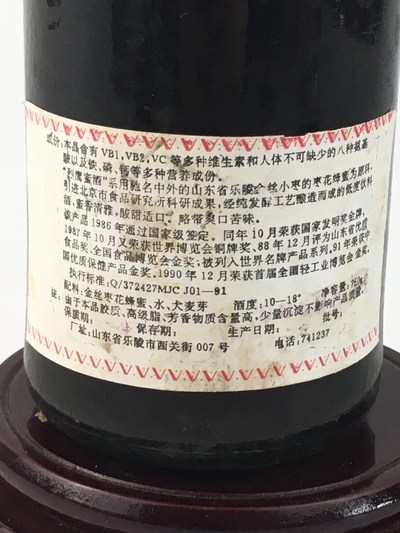 成份:本品含有VB1,VB2,VC等多种维生素和人体不可缺少的八种氨基
酸以及铁、磷、钙等多种营养成份。
蜜酒”采用驰名中外的山东省乐陵金丝小枣的枣花蜂蜜为原料,
引进北京市食品研究所科研成果,经纯发酵工艺酿造而成的低度饮料
酒,蜜香清雅,酸甜适口,略带爽口苦味。
该产品1986年通过国家级鉴定。同年10月荣获国家发明奖金牌,
1987年10月又荣获世界博览会铜牌奖、88年12月评为山东省优质
食品奖、全国食品博览会金奖;被列入世界名牌产品系列,91年荣获中
国优质保健产品金奖。1990年12月荣获首届全国轻工业博览会金奖。
执行标准:Q/372427MJC J01—91
配料:金丝枣花蜂蜜、水、大麦芽 酒度:10—18° 净含量:
注:由于本品胶质、高级脂、芳香物质含量高,少量沉淀不影响产品质量。
保质期: 保存期: 生产日期: 批号:
厂址:山东省乐陵市西关街007号 电话:741237